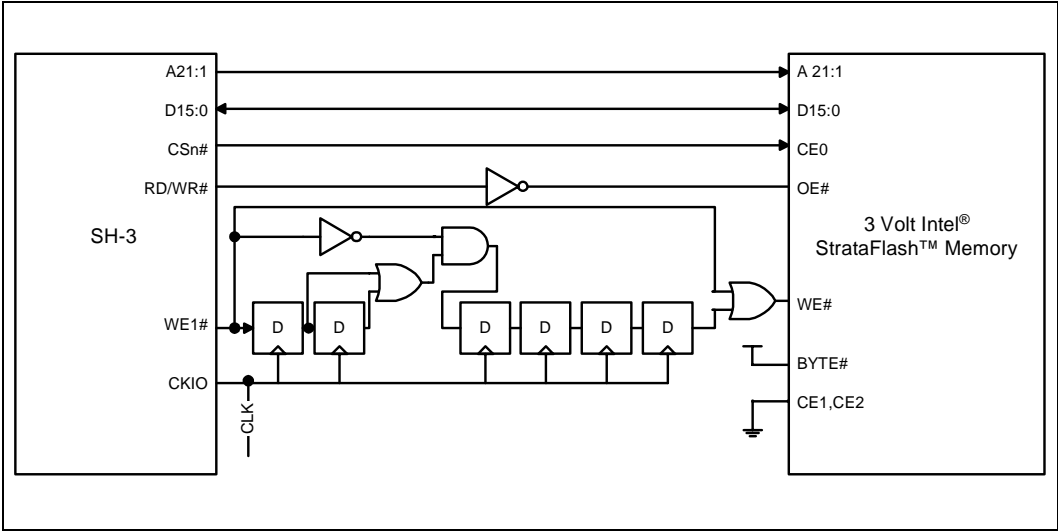 SH-3
A21:1
D15:0
CSn#
RD/WR#
WE1#
CKIO
CLK
D
D
D
D
D
D
A 21:1
D15:0
CE0
OE#
3 Volt Intel®
StrataFlash™ Memory
WE#
BYTE#
CE1,CE2